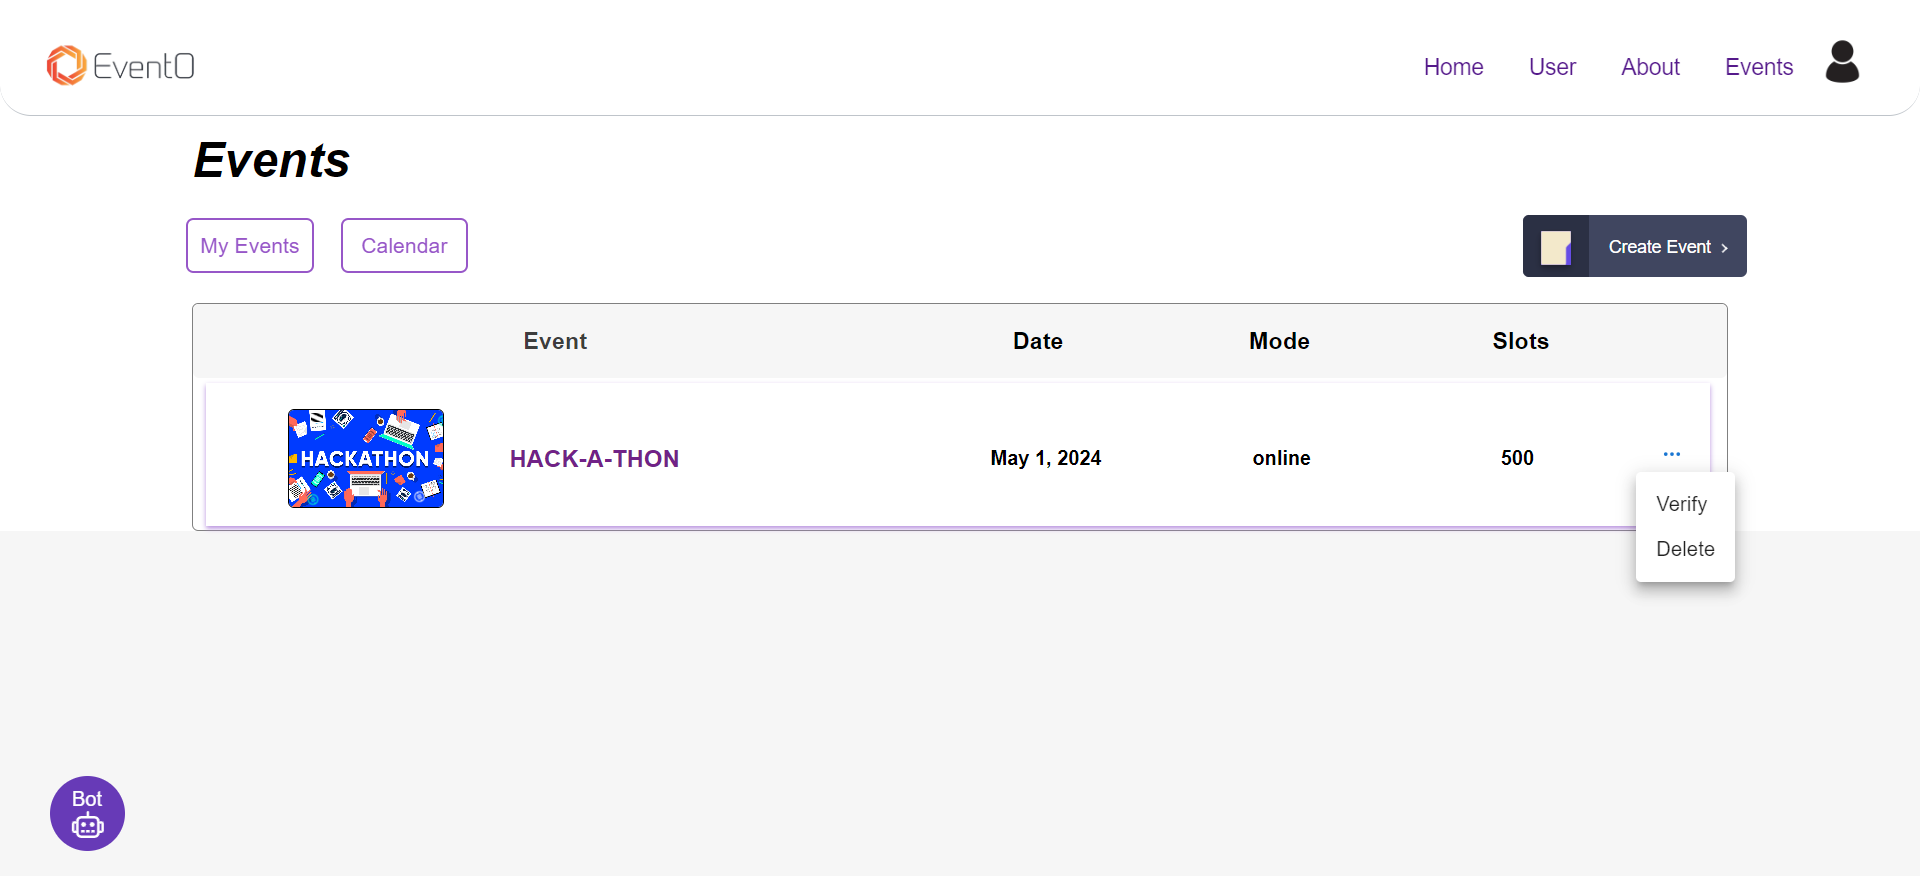 EventO
Home User About Events
Events
My Events Calendar
Create Event ›
Event Date Mode Slots
HACKATHON
HACK-A-THON May 1, 2024 online 500
...
Verify
Delete
Bot